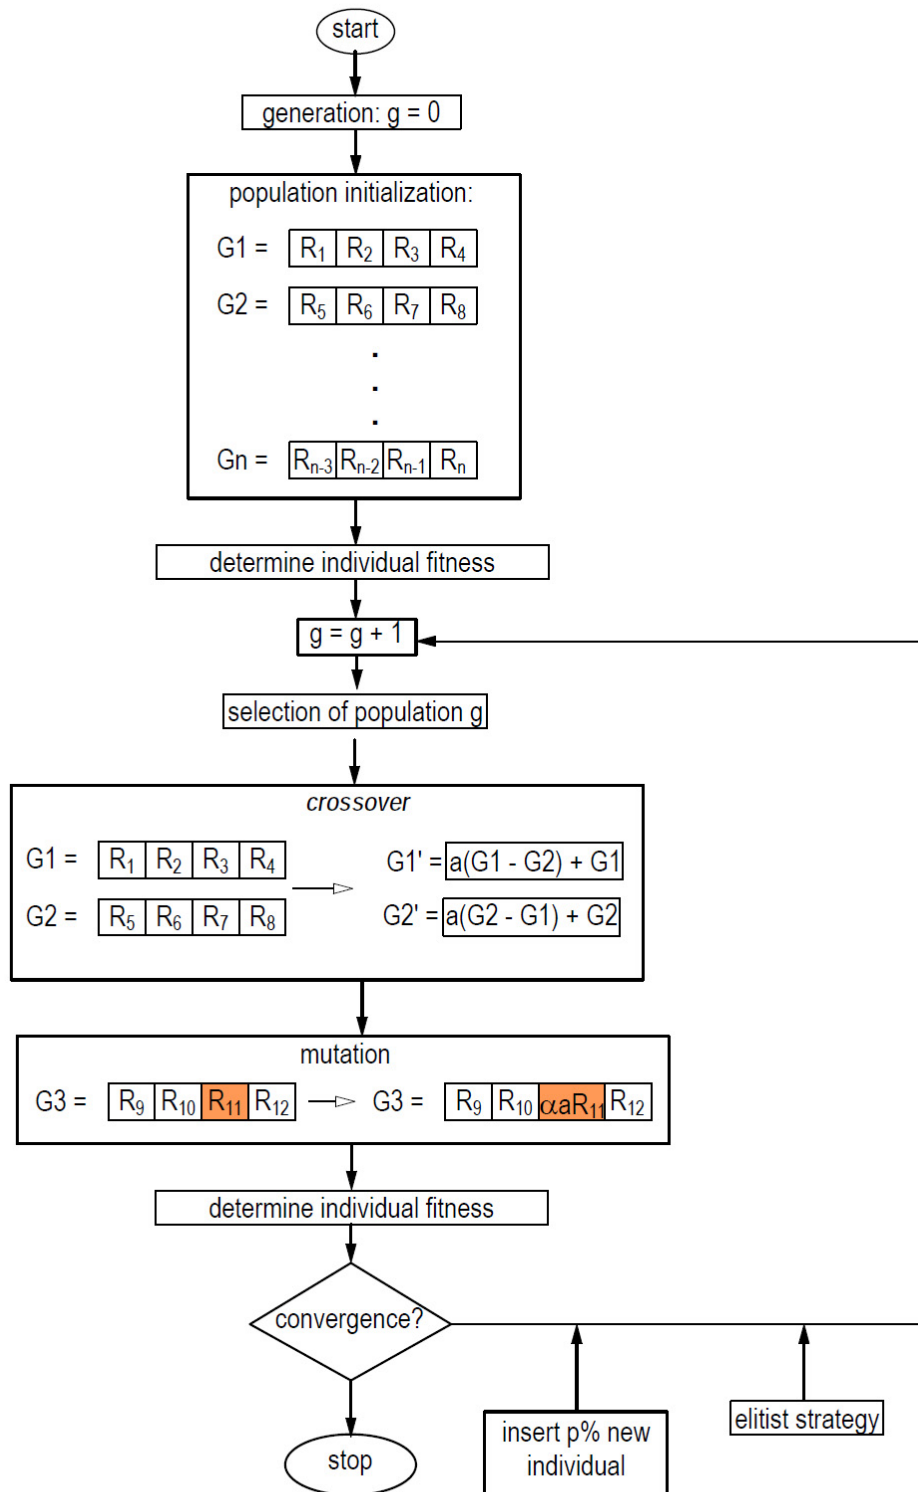 start
generation: g = 0
population initialization:
G1 = R₁ R₂ R₃ R₄
G2 = R₅ R₆ R₇ R₈
.
.
.
Gn = Rₙ₋₃ Rₙ₋₂ Rₙ₋₁ Rₙ
determine individual fitness
g = g + 1
selection of population g
crossover
G1 = R₁ R₂ R₃ R₄ G1' = a(G1 - G2) + G1
G2 = R₅ R₆ R₇ R₈ G2' = a(G2 - G1) + G2
mutation
G3 = R₉ R₁₀ R₁₁ R₁₂ G3 = R₉ R₁₀ αaR₁₁ R₁₂
determine individual fitness
convergence?
insert p% new
individual
elitist strategy
stop